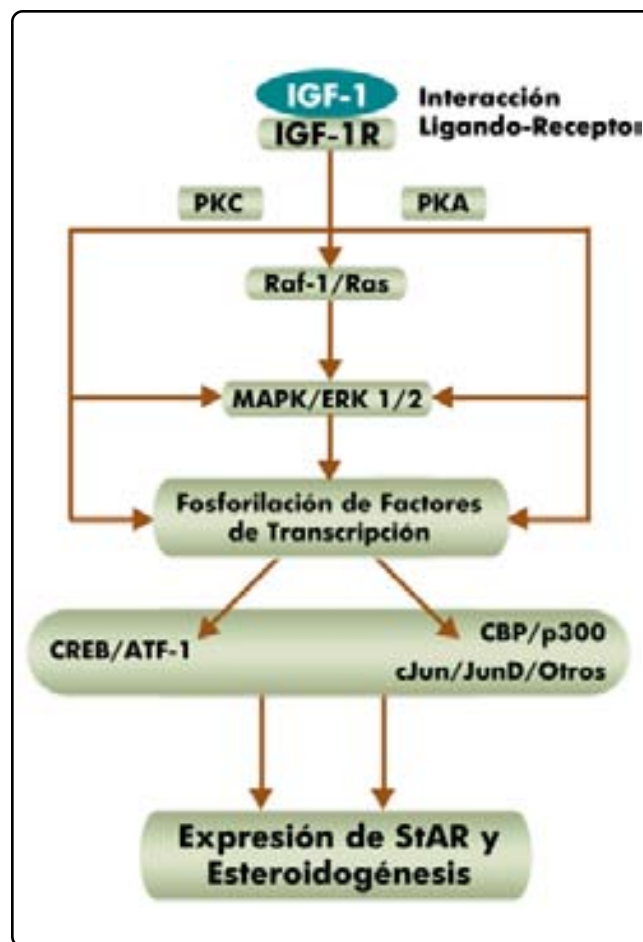 IGF-1
IGF-1R
Interacción
Ligando-Receptor
PKC
PKA
Raf-1/Ras
MAPK/ERK 1/2
Fosforilación de Factores
de Transcripción
CREB/ATF-1
CBP/p300
cJun/JunD/Otros
Expresión de StAR y
Esteroidogénesis